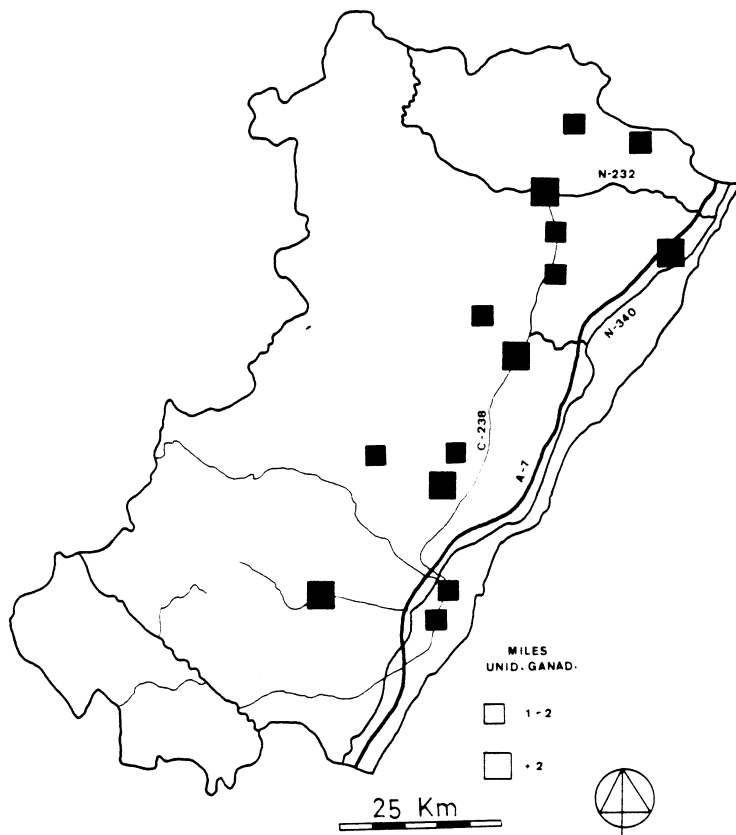 N-232
N-340
C-238
A-7
MILES
UNID. GANAD.
1-2
+2
25 Km